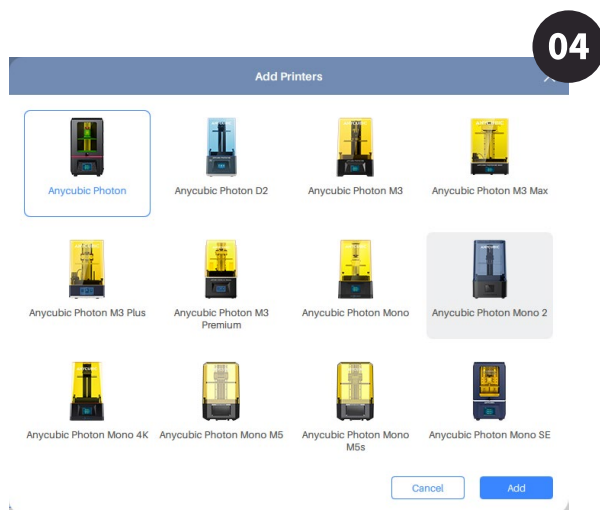 04
Add Printers
Anycubic Photon
Anycubic Photon D2
Anycubic Photon M3
Anycubic Photon M3 Max
Anycubic Photon M3 Plus
Anycubic Photon M3
Premium
Anycubic Photon Mono
Anycubic Photon Mono 2
Anycubic Photon Mono 4K
Anycubic Photon Mono M5
Anycubic Photon Mono
M5s
Anycubic Photon Mono SE
Cancel
Add